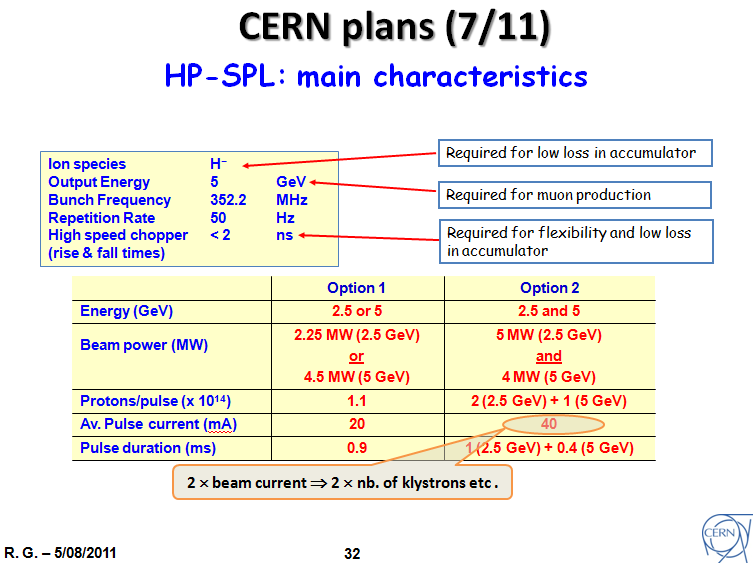 CERN plans (7/11)
HP-SPL: main characteristics
Ion species H⁻
Output Energy 5 GeV
Bunch Frequency 352.2 MHz
Repetition Rate 50 Hz
High speed chopper < 2 ns
(rise & fall times)
Required for low loss in accumulator
Required for muon production
Required for flexibility and low loss
in accumulator
Option 1 Option 2
Energy (GeV) 2.5 or 5 2.5 and 5
Beam power (MW) 2.25 MW (2.5 GeV) 5 MW (2.5 GeV)
or and
4.5 MW (5 GeV) 4 MW (5 GeV)
Protons/pulse (x 10¹⁴) 1.1 2 (2.5 GeV) + 1 (5 GeV)
Av. Pulse current (mA) 20 40
Pulse duration (ms) 0.9 1 (2.5 GeV) + 0.4 (5 GeV)
2 × beam current ⇒ 2 × nb. of klystrons etc .
CERN
R. G. – 5/08/2011 32